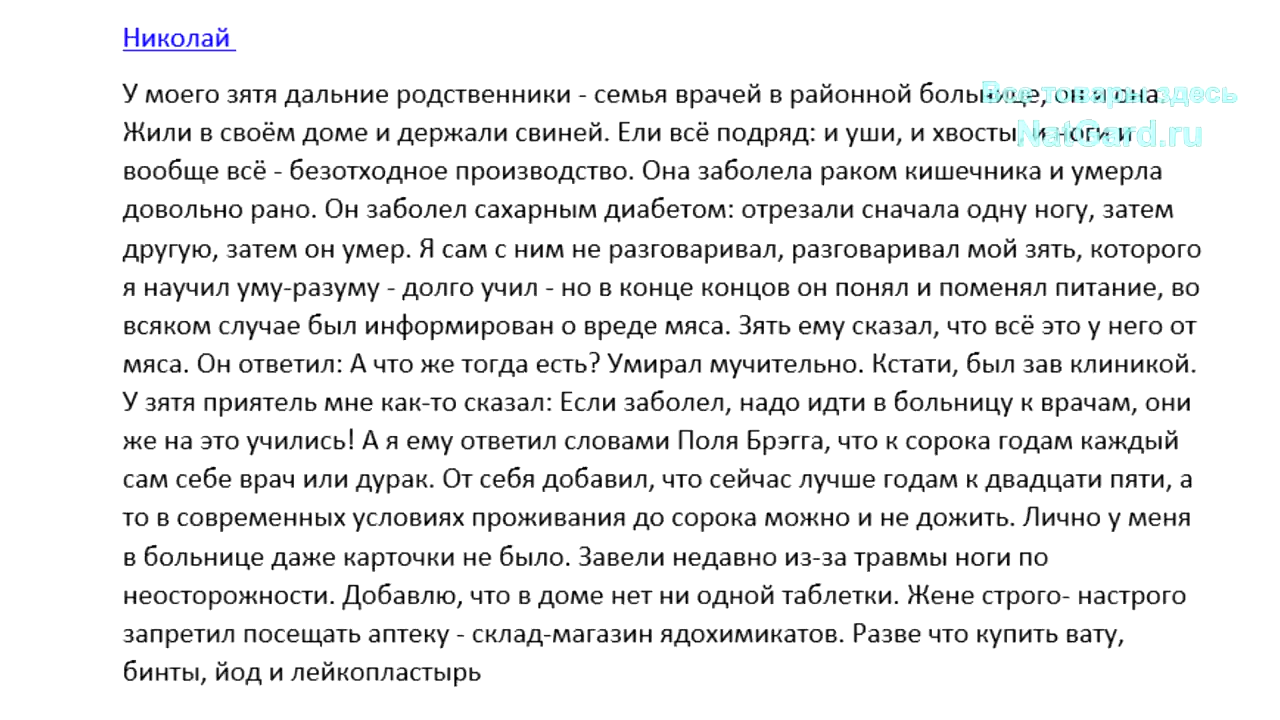 Николай
У моего зятя дальние родственники - семья врачей в районной больнице, он и она.
Все товары здесь
Жили в своём доме и держали свиней. Ели всё подряд: и уши, и хвосты, и ноги и
NatGard.ru
вообще всё - безотходное производство. Она заболела раком кишечника и умерла
довольно рано. Он заболел сахарным диабетом: отрезали сначала одну ногу, затем
другую, затем он умер. Я сам с ним не разговаривал, разговаривал мой зять, которого
я научил уму-разуму - долго учил - но в конце концов он понял и поменял питание, во
всяком случае был информирован о вреде мяса. Зять ему сказал, что всё это у него от
мяса. Он ответил: А что же тогда есть? Умирал мучительно. Кстати, был зав клиникой.
У зятя приятель мне как-то сказал: Если заболел, надо идти в больницу к врачам, они
же на это учились! А я ему ответил словами Поля Брэгга, что к сорока годам каждый
сам себе врач или дурак. От себя добавил, что сейчас лучше годам к двадцати пяти, а
то в современных условиях проживания до сорока можно и не дожить. Лично у меня
в больнице даже карточки не было. Завели недавно из-за травмы ноги по
неосторожности. Добавлю, что в доме нет ни одной таблетки. Жене строго- настрого
запретил посещать аптеку - склад-магазин ядохимикатов. Разве что купить вату,
бинты, йод и лейкопластырь